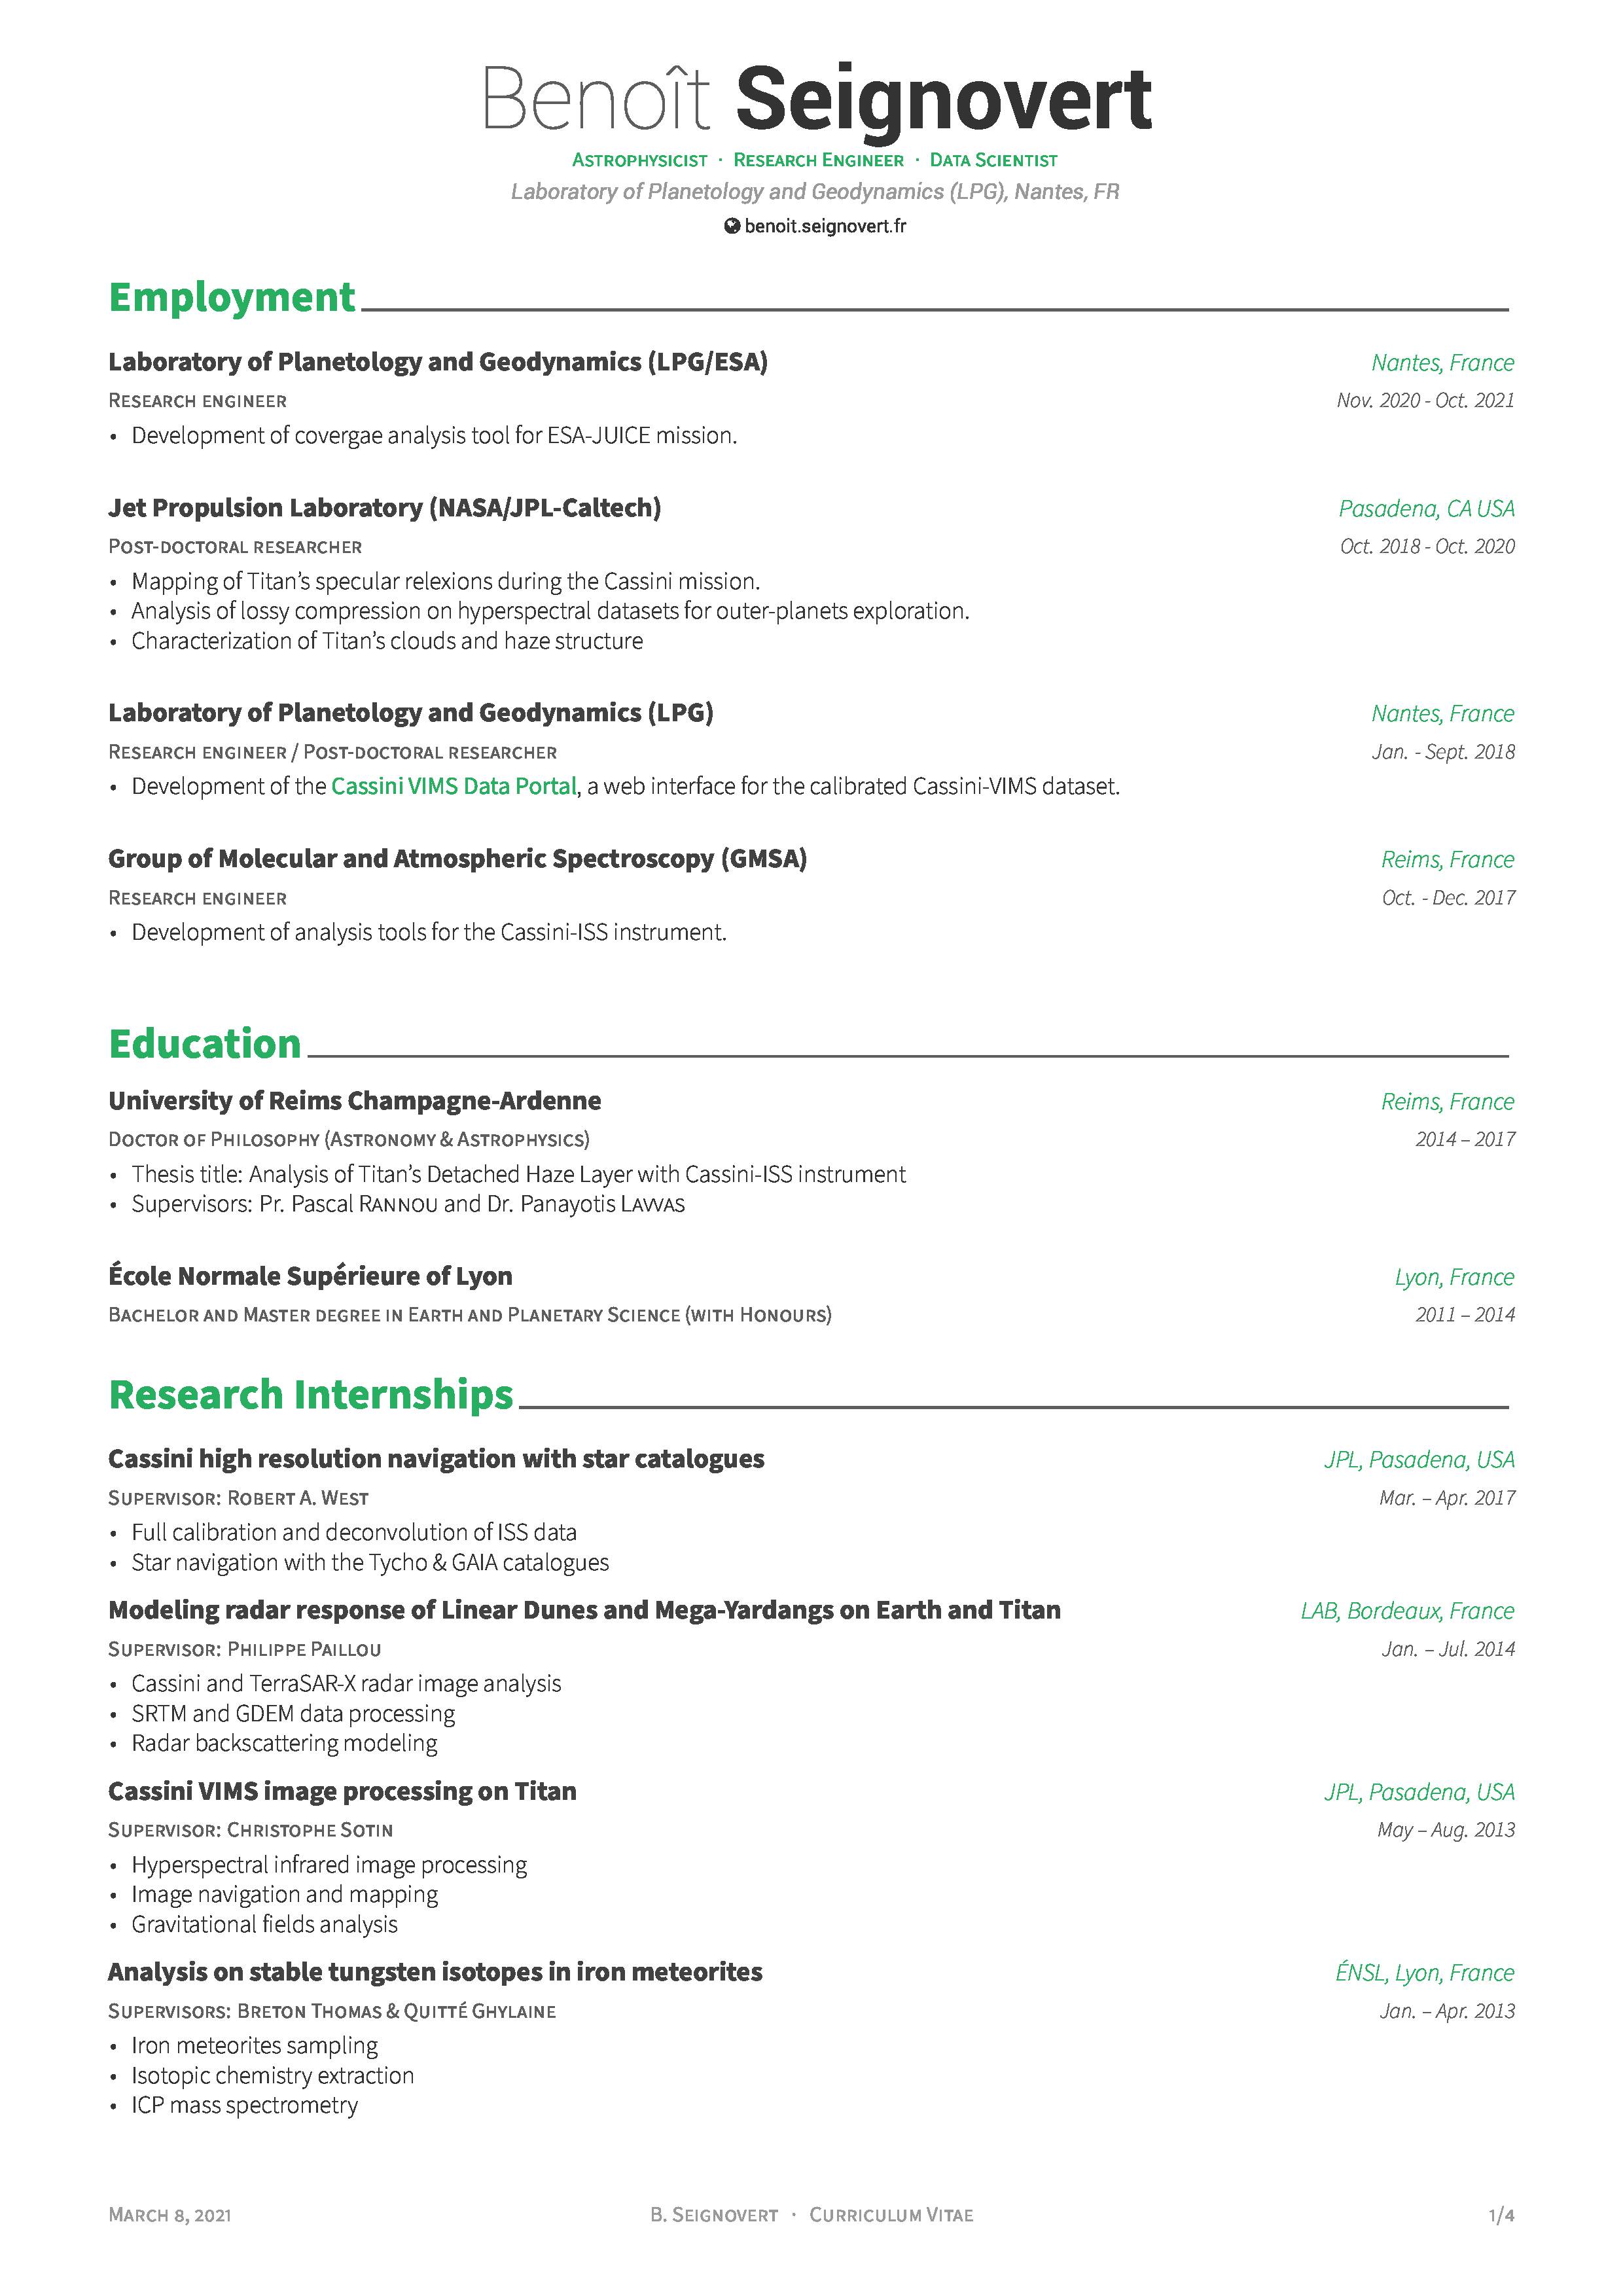 Benoît Seignovert
Astrophysicist · Research Engineer · Data Scientist
Laboratory of Planetology and Geodynamics (LPG), Nantes, FR
benoit.seignovert.fr
Employment
Laboratory of Planetology and Geodynamics (LPG/ESA) Nantes, France
Research engineer Nov. 2020 - Oct. 2021
• Development of covergae analysis tool for ESA-JUICE mission.
Jet Propulsion Laboratory (NASA/JPL-Caltech) Pasadena, CA USA
Post-doctoral researcher Oct. 2018 - Oct. 2020
• Mapping of Titan’s specular relexions during the Cassini mission.
• Analysis of lossy compression on hyperspectral datasets for outer-planets exploration.
• Characterization of Titan’s clouds and haze structure
Laboratory of Planetology and Geodynamics (LPG) Nantes, France
Research engineer / Post-doctoral researcher Jan. - Sept. 2018
• Development of the Cassini VIMS Data Portal, a web interface for the calibrated Cassini-VIMS dataset.
Group of Molecular and Atmospheric Spectroscopy (GMSA) Reims, France
Research engineer Oct. - Dec. 2017
• Development of analysis tools for the Cassini-ISS instrument.
Education
University of Reims Champagne-Ardenne Reims, France
Doctor of Philosophy (Astronomy & Astrophysics) 2014 – 2017
• Thesis title: Analysis of Titan’s Detached Haze Layer with Cassini-ISS instrument
• Supervisors: Pr. Pascal Rannou and Dr. Panayotis Lavvas
École Normale Supérieure of Lyon Lyon, France
Bachelor and Master degree in Earth and Planetary Science (with Honours) 2011 – 2014
Research Internships
Cassini high resolution navigation with star catalogues JPL, Pasadena, USA
Supervisor: Robert A. West Mar. – Apr. 2017
• Full calibration and deconvolution of ISS data
• Star navigation with the Tycho & GAIA catalogues
Modeling radar response of Linear Dunes and Mega-Yardangs on Earth and Titan LAB, Bordeaux, France
Supervisor: Philippe Paillou Jan. – Jul. 2014
• Cassini and TerraSAR-X radar image analysis
• SRTM and GDEM data processing
• Radar backscattering modeling
Cassini VIMS image processing on Titan JPL, Pasadena, USA
Supervisor: Christophe Sotin May – Aug. 2013
• Hyperspectral infrared image processing
• Image navigation and mapping
• Gravitational fields analysis
Analysis on stable tungsten isotopes in iron meteorites ÉNSL, Lyon, France
Supervisors: Breton Thomas & Quitté Ghylaine Jan. – Apr. 2013
• Iron meteorites sampling
• Isotopic chemistry extraction
• ICP mass spectrometry
March 8, 2021 B. Seignovert · Curriculum Vitae 1/4